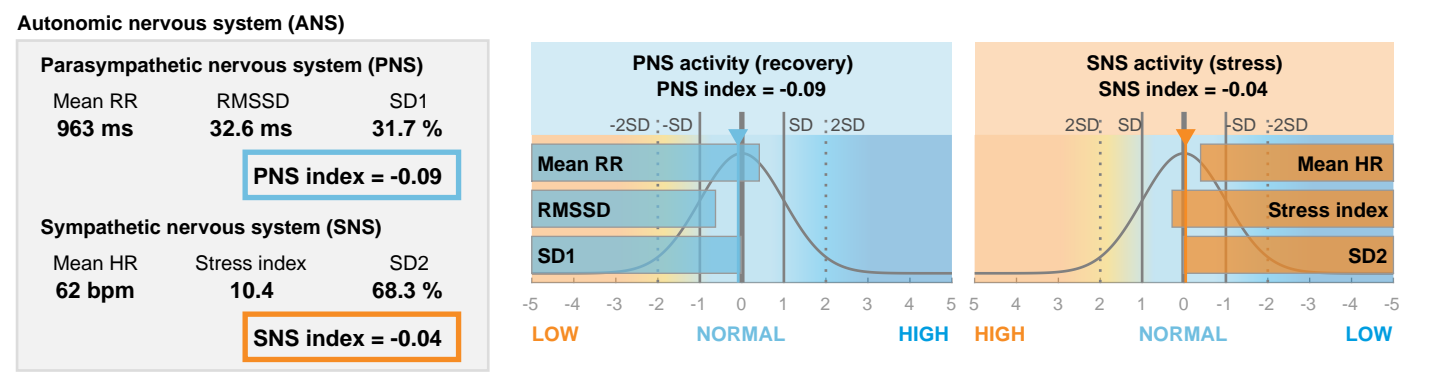 Autonomic nervous system (ANS)
Parasympathetic nervous system (PNS)
Mean RR RMSSD SD1
963 ms 32.6 ms 31.7 %
PNS index = -0.09
Sympathetic nervous system (SNS)
Mean HR Stress index SD2
62 bpm 10.4 68.3 %
SNS index = -0.04
PNS activity (recovery)
PNS index = -0.09
-2SD -SD SD 2SD
Mean RR
RMSSD
SD1
-5 -4 -3 -2 -1 0 1 2 3 4 5
LOW NORMAL HIGH
SNS activity (stress)
SNS index = -0.04
2SD SD -SD -2SD
Mean HR
Stress index
SD2
5 4 3 2 1 0 -1 -2 -3 -4 -5
HIGH NORMAL LOW